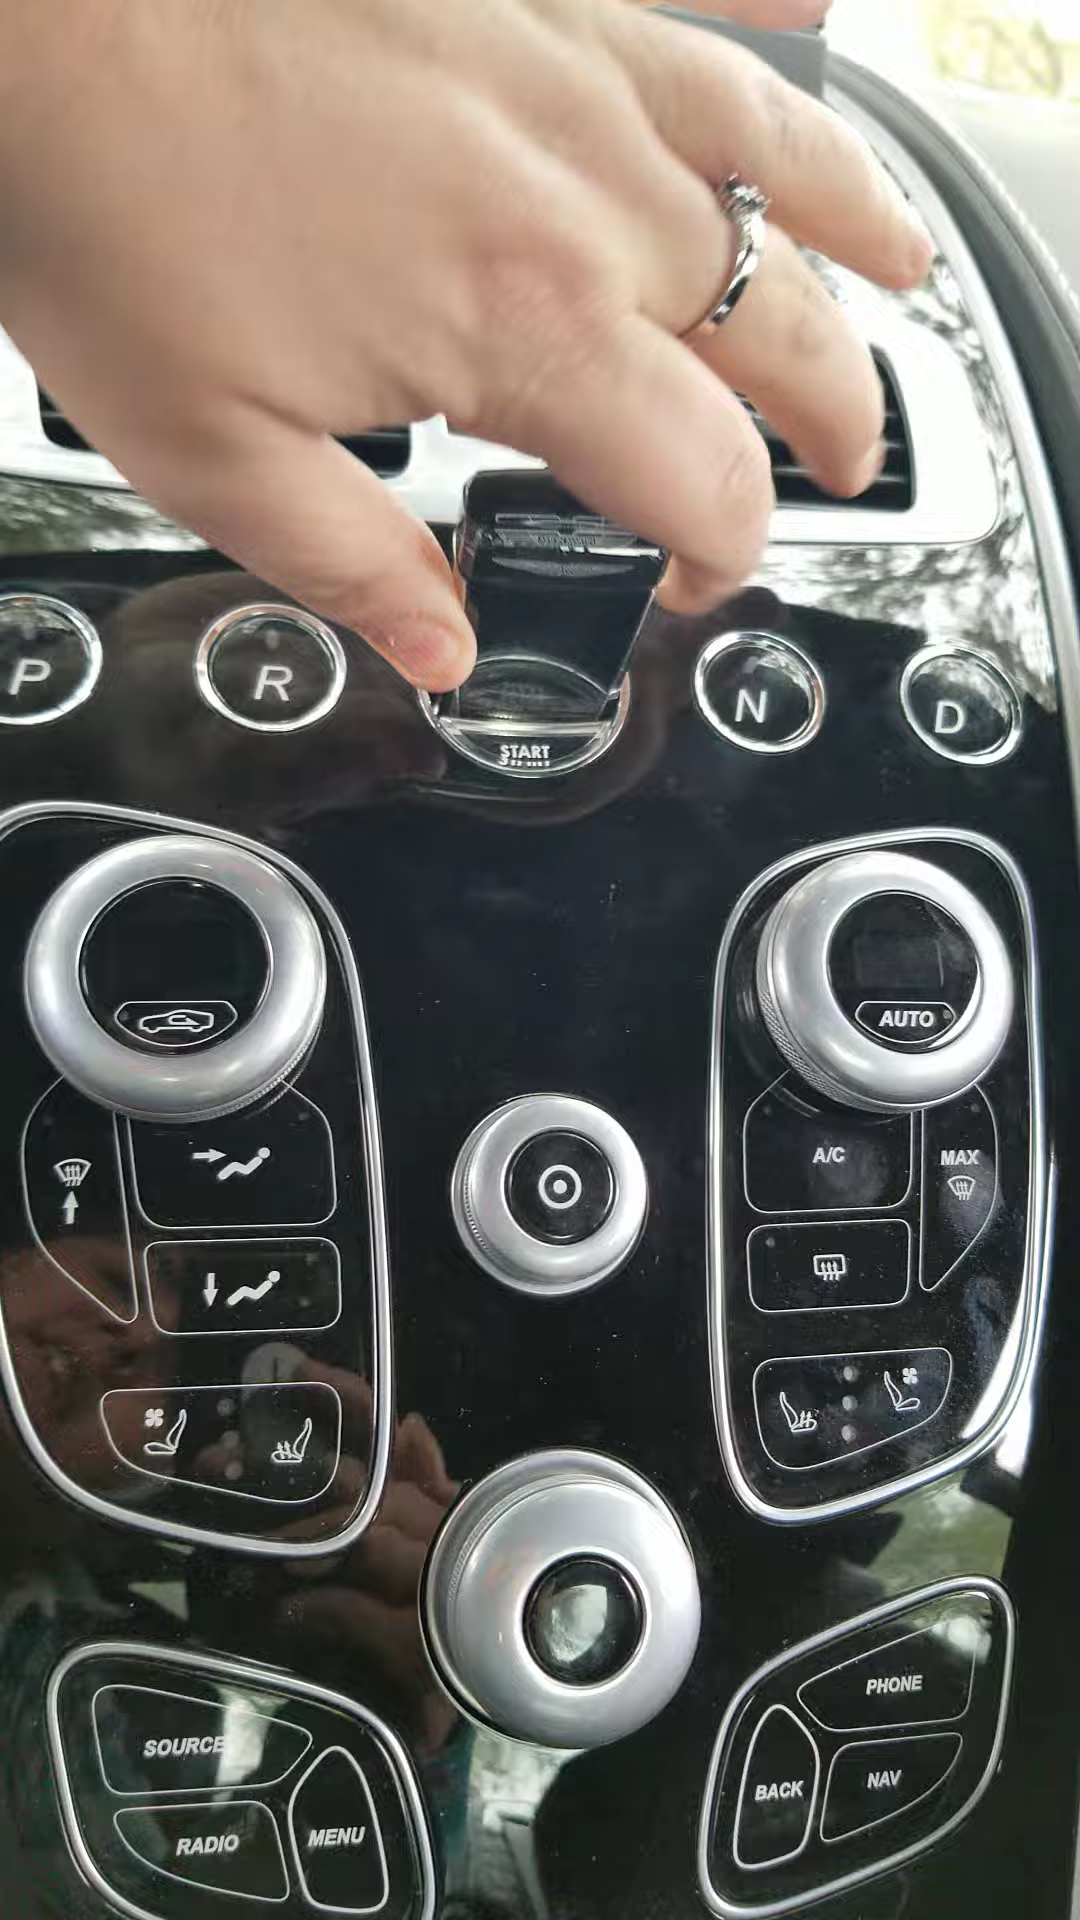 P
R
N
D
START
AUTO
A/C
MAX
PHONE
SOURCE
BACK
NAV
RADIO
MENU